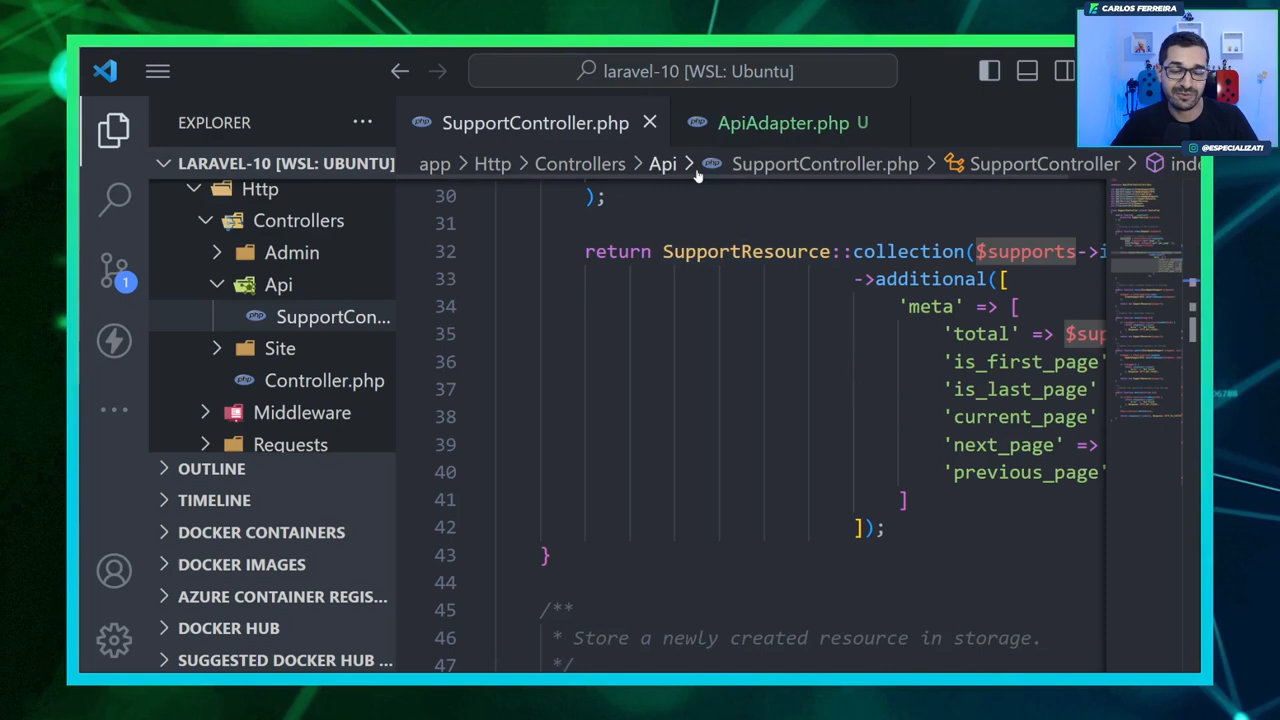 CARLOS FERREIRA
@ESPECIALIZATI
laravel-10 [WSL: Ubuntu]
EXPLORER
SupportController.php
ApiAdapter.php U
LARAVEL-10 [WSL: UBUNTU]
app > Http > Controllers > Api > SupportController.php > SupportController >
Http
Controllers
Admin
Api
SupportCon...
Site
Controller.php
Middleware
Requests
OUTLINE
TIMELINE
DOCKER CONTAINERS
DOCKER IMAGES
AZURE CONTAINER REGIS...
DOCKER HUB
SUGGESTED DOCKER HUB ...
1
30 );
31
return SupportResource::collection($supports->i
33 ->additional([
34 'meta' => [
35 'total' => $sup
36 'is_first_page'
37 'is_last_page'
38 'current_page'
39 'next_page' =>
40 'previous_page'
41 ]
42 ]);
43 }
44
45 /**
46 * Store a newly created resource in storage.
47 */